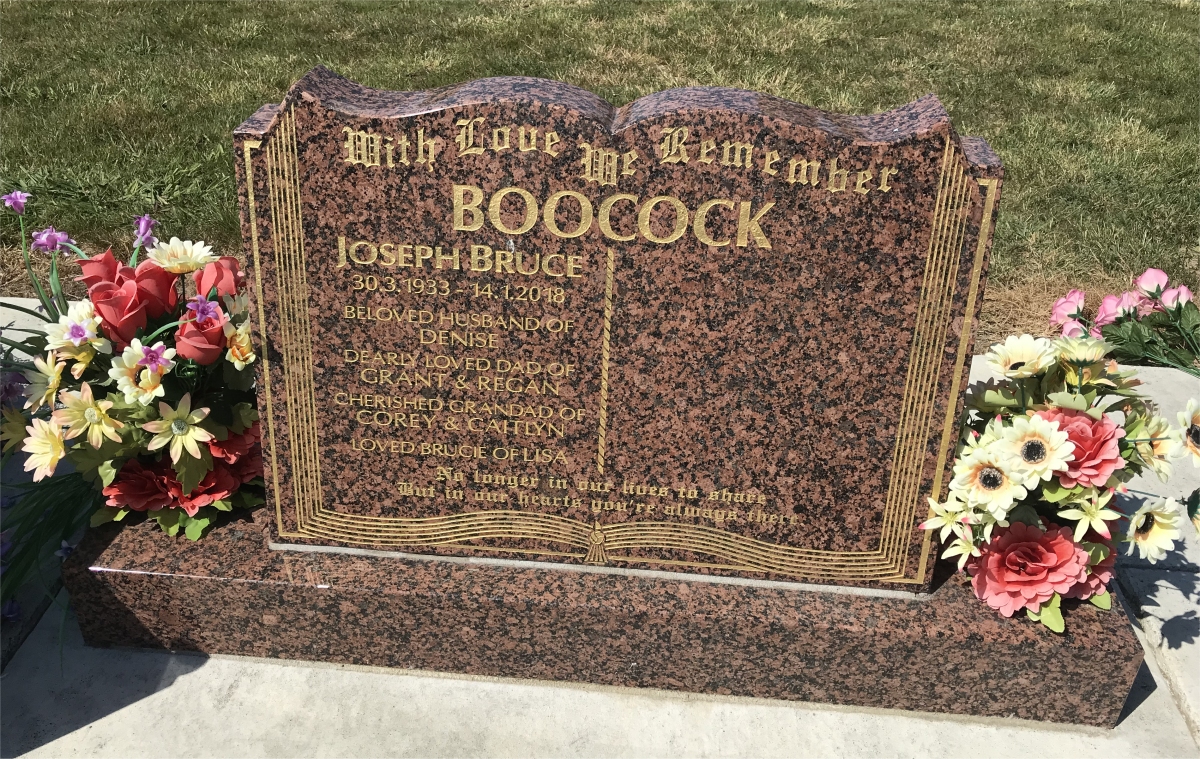 With Love We Remember
BOOCOCK
JOSEPH BRUCE
30.3.1933 - 14.1.2018
BELOVED HUSBAND OF
DENISE
DEARLY LOVED DAD OF
GRANT & REGAN
CHERISHED GRANDAD OF
COREY & CAITLYN
LOVED BRUCIE OF LISA
No longer in our lives to share
But in our hearts you're always there